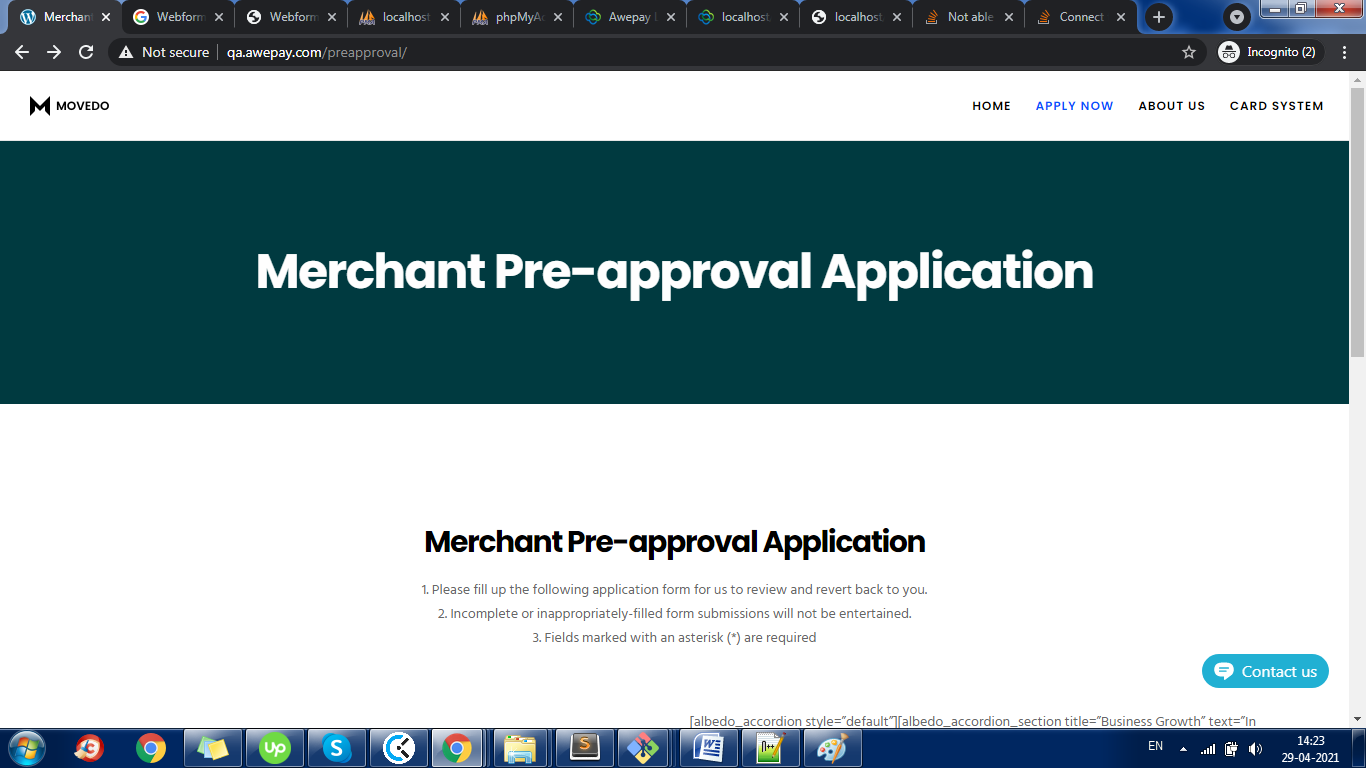 Merchant
Webform
Webform
localhost
phpMyAd
Awepay
localhost
localhost
Not able
Connect
Not secure
qa.awepay.com/preapproval/
Incognito (2)
MOVEDO
HOME
APPLY NOW
ABOUT US
CARD SYSTEM
Merchant Pre-approval Application
Merchant Pre-approval Application
1. Please fill up the following application form for us to review and revert back to you.
2. Incomplete or inappropriately-filled form submissions will not be entertained.
3. Fields marked with an asterisk (*) are required
Contact us
[albedo_accordion style="default"][albedo_accordion_section title="Business Growth" text="In
EN
14:23
29-04-2021